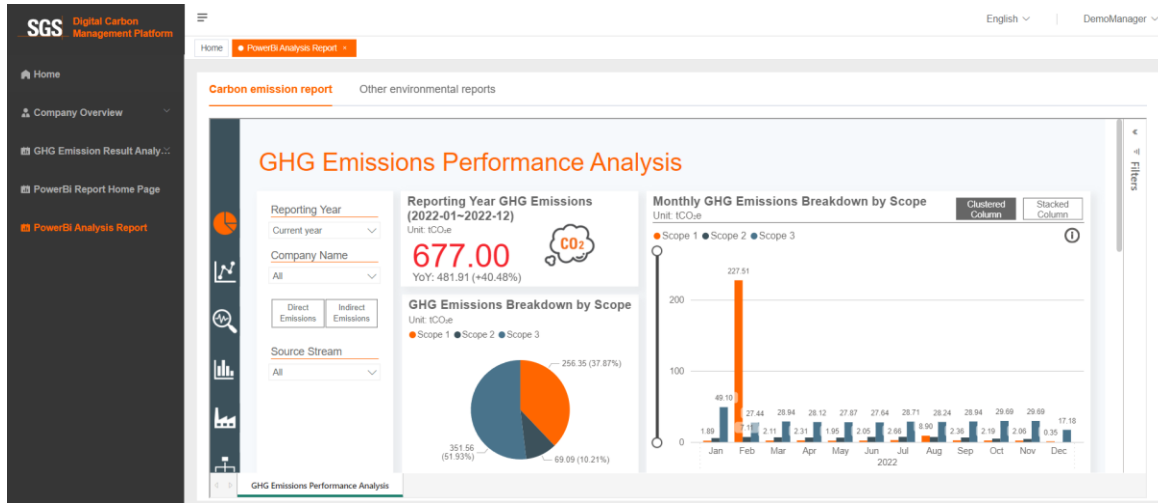 SGS Digital Carbon
Management Platform
English
DemoManager
Home
PowerBi Analysis Report ×
Home
Company Overview
GHG Emission Result Analy...
PowerBi Report Home Page
PowerBi Analysis Report
Carbon emission report
Other environmental reports
GHG Emissions Performance Analysis
Filters
Reporting Year
Current year
Company Name
All
Direct
Emissions
Indirect
Emissions
Source Stream
All
Reporting Year GHG Emissions
(2022-01~2022-12)
Unit: tCO₂e
677.00
YoY: 481.91 (+40.48%)
CO₂
GHG Emissions Breakdown by Scope
Unit: tCO₂e
Scope 1 Scope 2 Scope 3
256.35 (37.87%)
351.56
(51.93%)
69.09 (10.21%)
Monthly GHG Emissions Breakdown by Scope
Unit: tCO₂e
Clustered
Column
Stacked
Column
Scope 1 Scope 2 Scope 3
200
100
0
227.51
49.10
27.44 28.94 28.12 27.87 27.64 28.71 28.24 28.94 29.69 29.69 17.18
1.89 7.11 2.11 2.31 1.95 2.05 2.66 8.90 2.36 2.19 2.06 0.35
Jan Feb Mar Apr May Jun Jul Aug Sep Oct Nov Dec
2022
GHG Emissions Performance Analysis